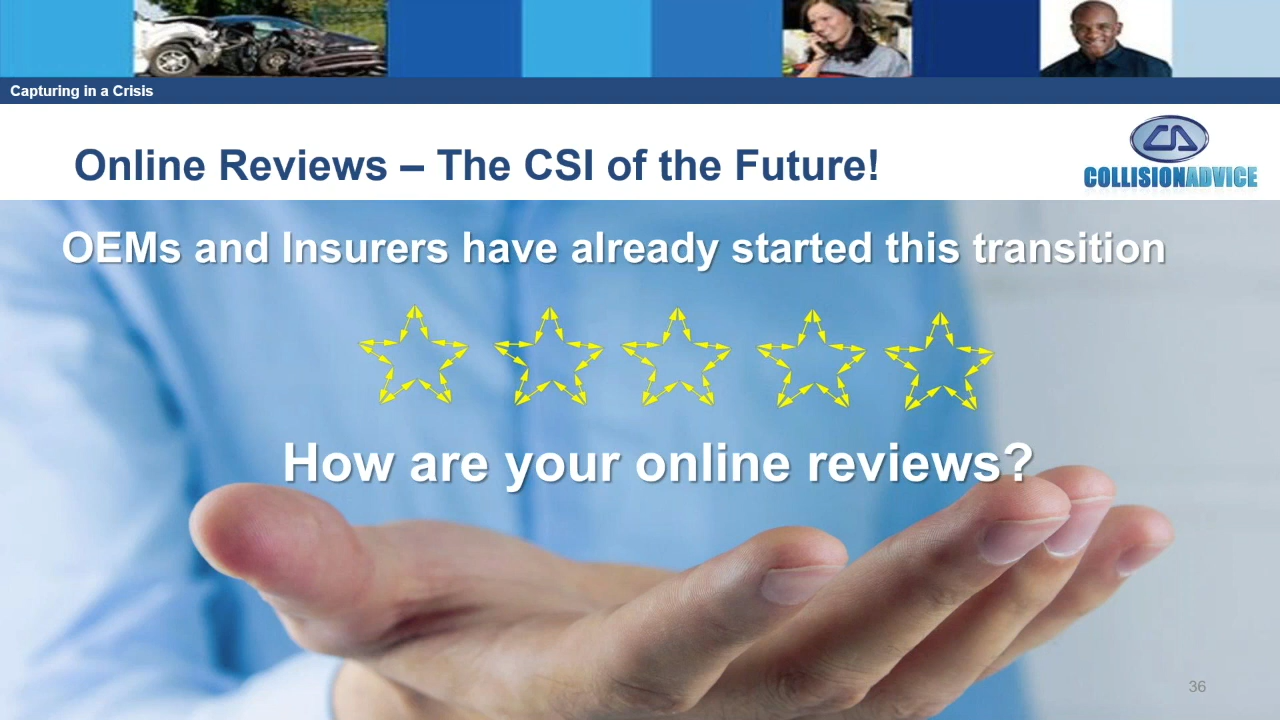 Capturing in a Crisis
Online Reviews – The CSI of the Future!
COLLISIONADVICE
OEMs and Insurers have already started this transition
How are your online reviews?
36